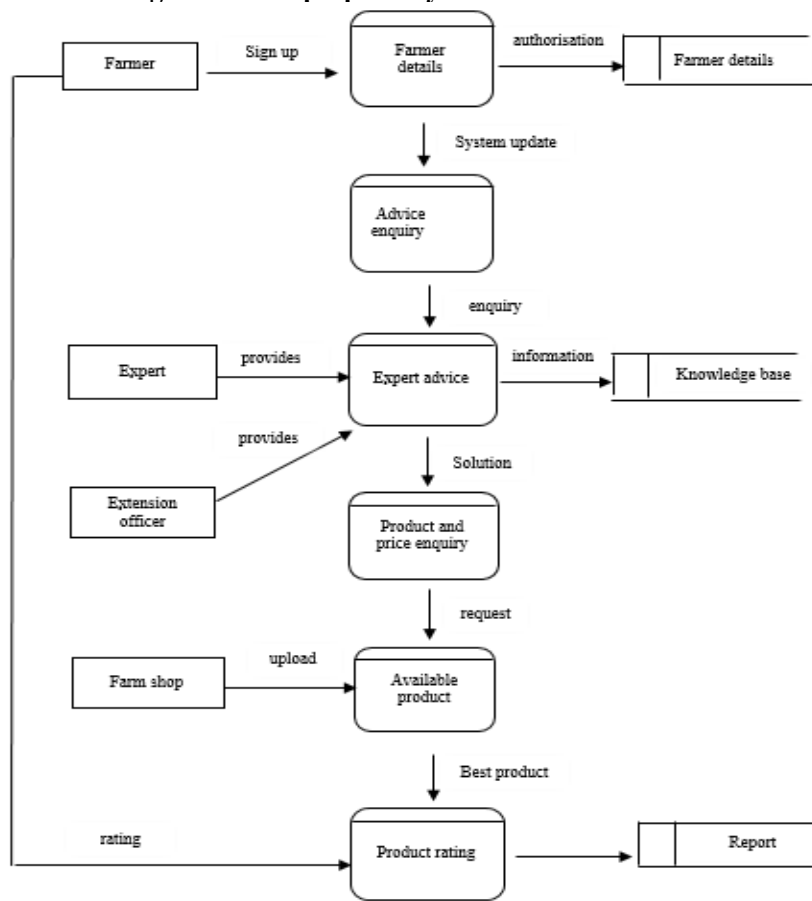 Farmer
Sign up
Farmer
details
authorisation
Farmer details
System update
Advice
enquiry
enquiry
Expert
provides
Expert advice
information
Knowledge base
provides
Extension
officer
Solution
Product and
price enquiry
request
Farm shop
upload
Available
product
Best product
rating
Product rating
Report